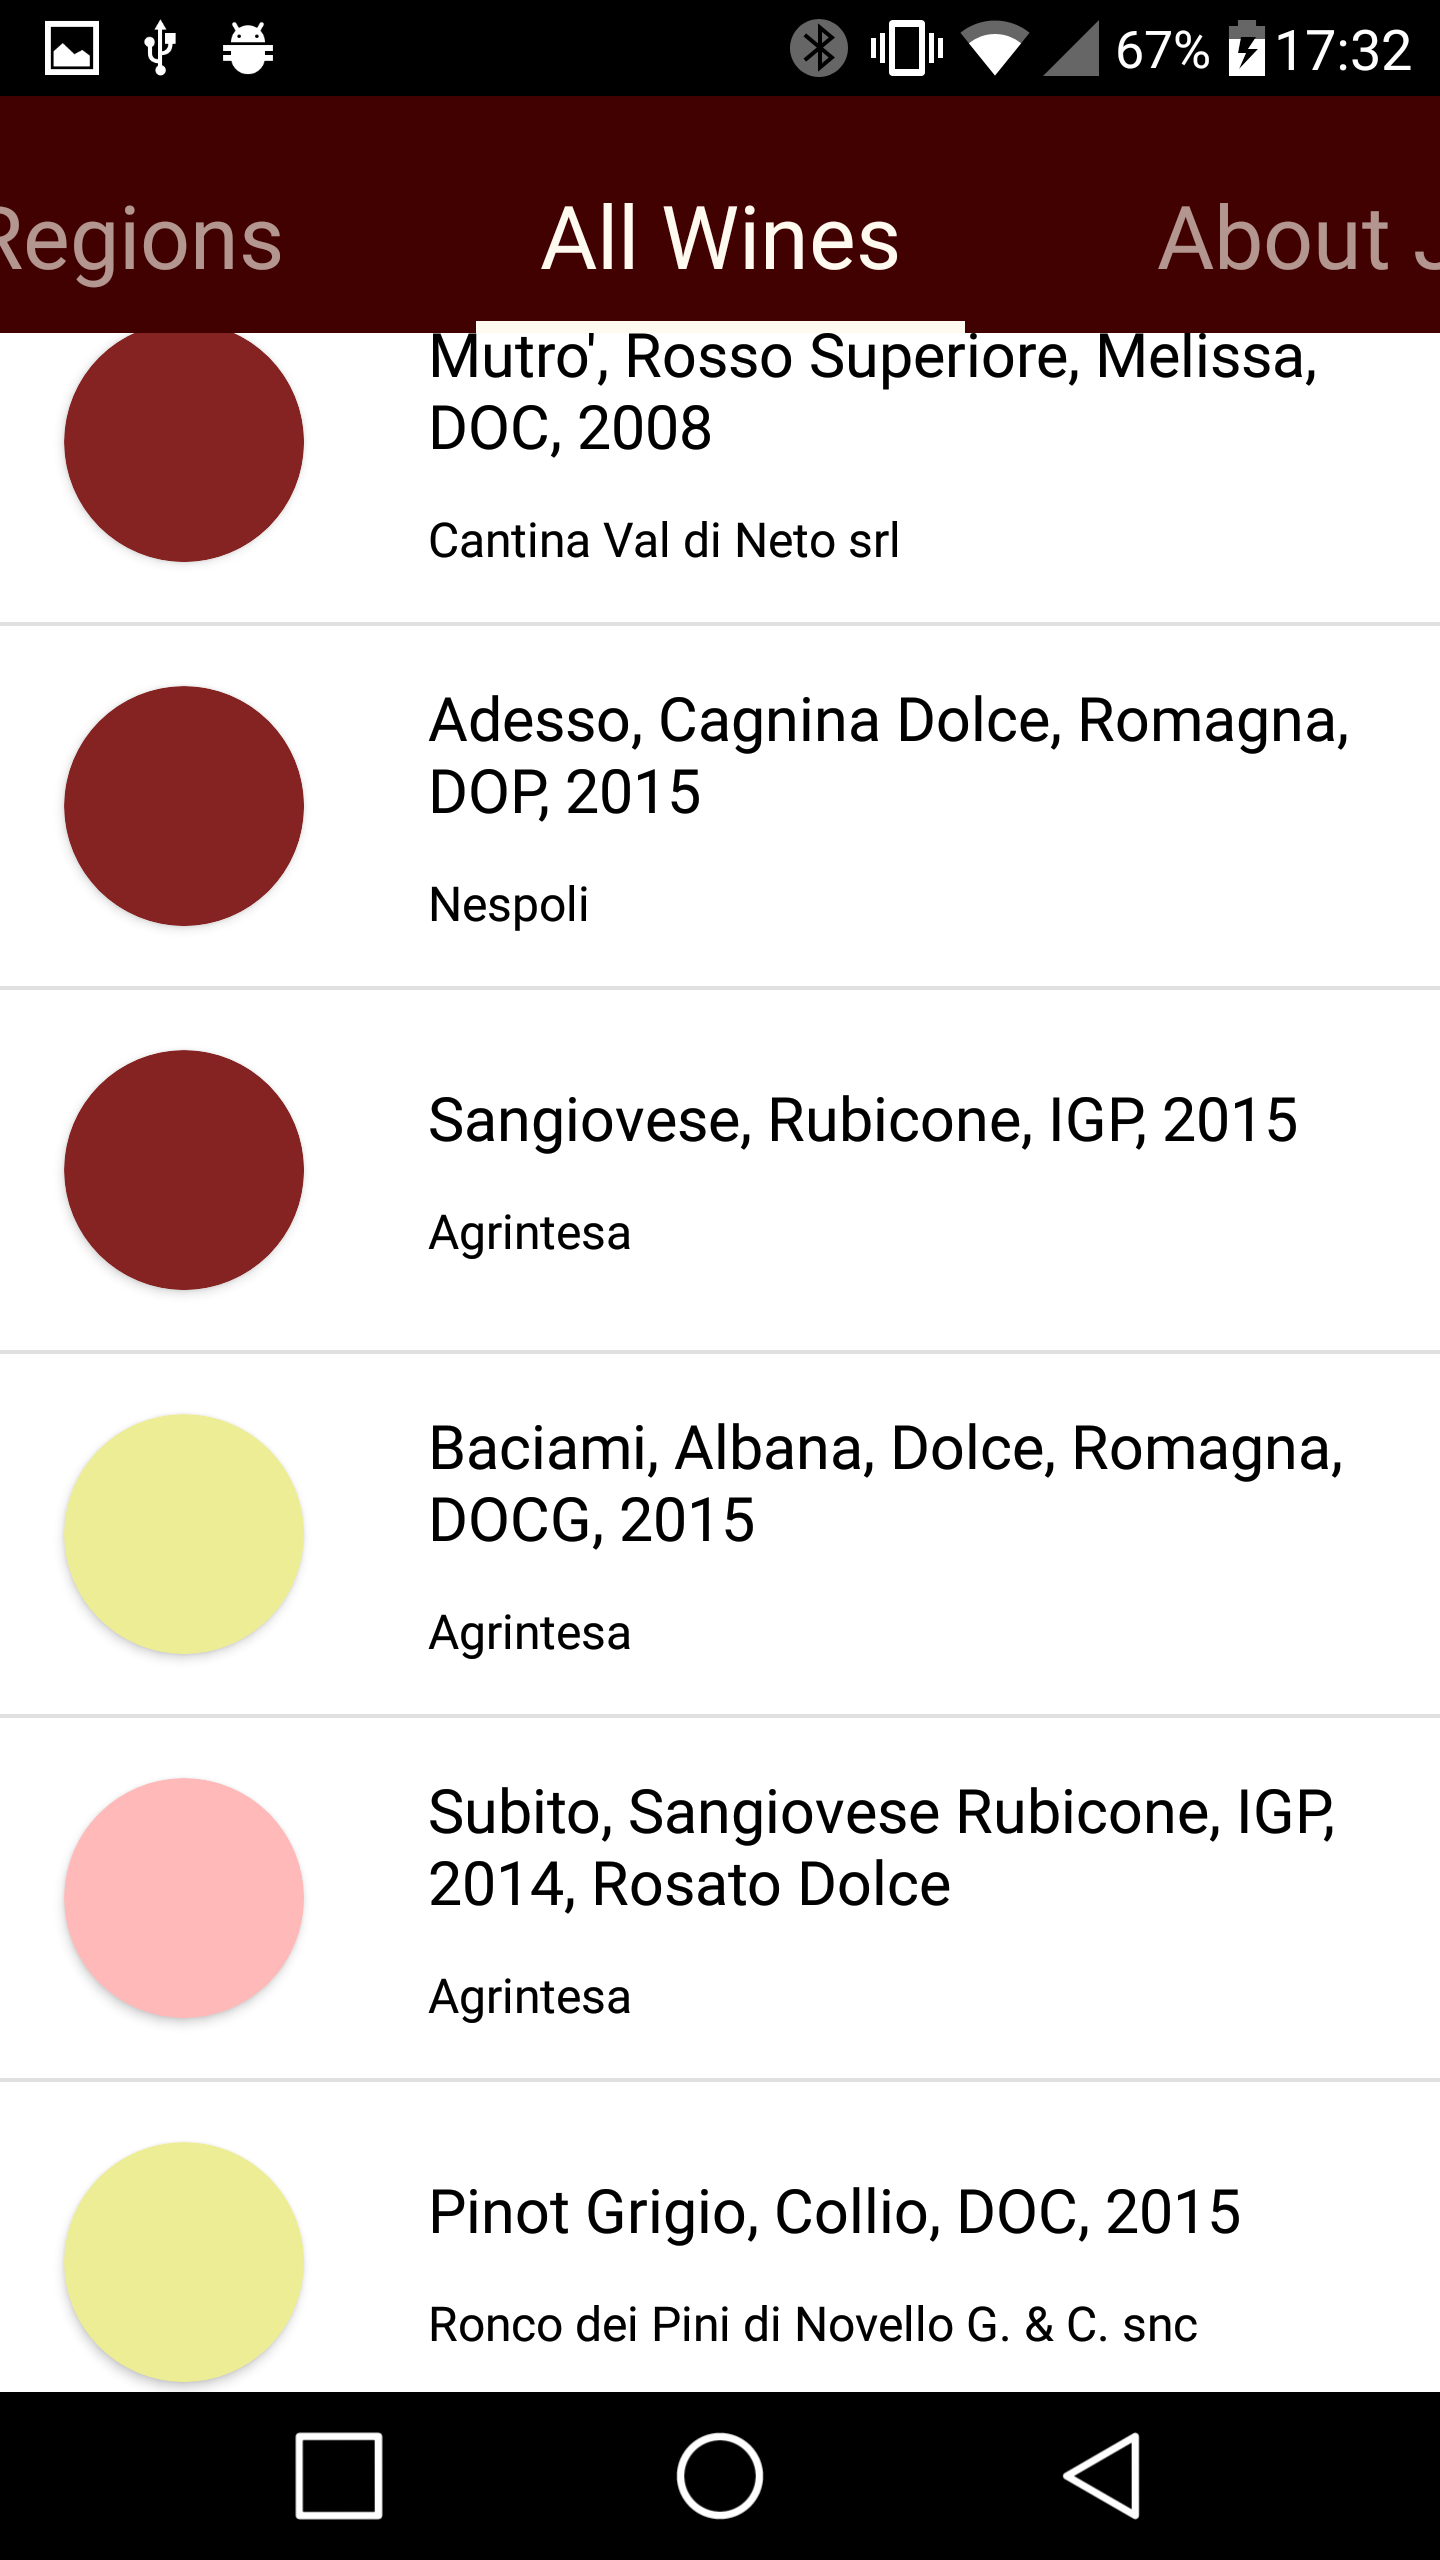 67% 17:32
Regions All Wines About J
Mutro', Rosso Superiore, Melissa,
DOC, 2008
Cantina Val di Neto srl
Adesso, Cagnina Dolce, Romagna,
DOP, 2015
Nespoli
Sangiovese, Rubicone, IGP, 2015
Agrintesa
Baciami, Albana, Dolce, Romagna,
DOCG, 2015
Agrintesa
Subito, Sangiovese Rubicone, IGP,
2014, Rosato Dolce
Agrintesa
Pinot Grigio, Collio, DOC, 2015
Ronco dei Pini di Novello G. & C. snc